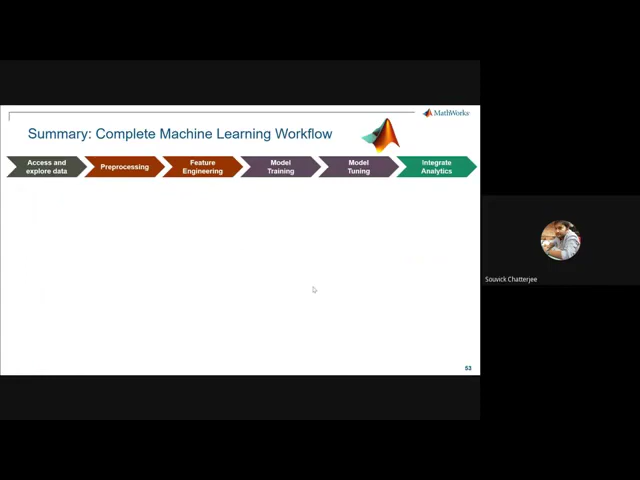 MathWorks
Summary: Complete Machine Learning Workflow
Access and
explore data
Preprocessing
Feature
Engineering
Model
Training
Model
Tuning
Integrate
Analytics
Souvick Chatterjee
53